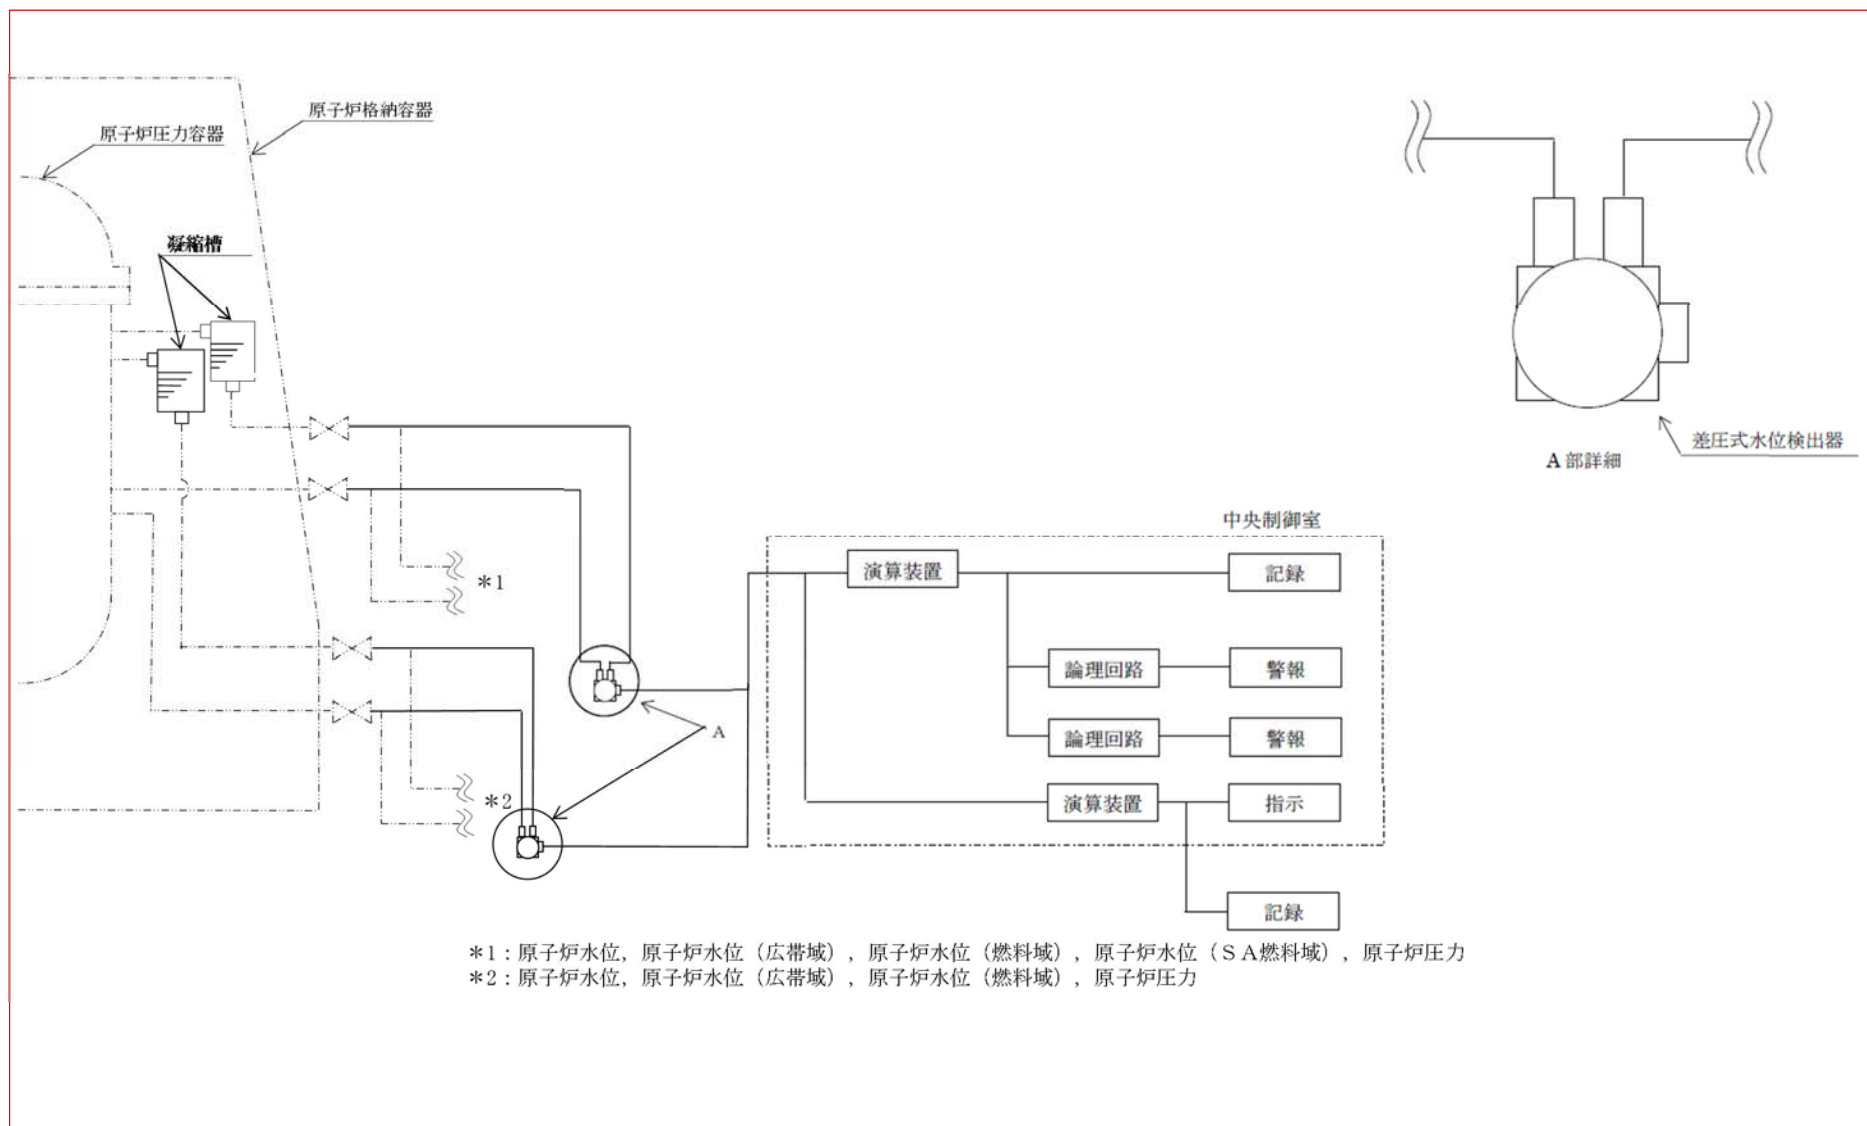 原子炉格納容器
原子炉圧力容器
凝縮槽
差圧式水位検出器
A部詳細
中央制御室
演算装置
記録
*1
論理回路
警報
A
論理回路
警報
*2
演算装置
指示
記録
*1:原子炉水位,原子炉水位(広帯域),原子炉水位(燃料域),原子炉水位(SA燃料域),原子炉圧力
*2:原子炉水位,原子炉水位(広帯域),原子炉水位(燃料域),原子炉圧力